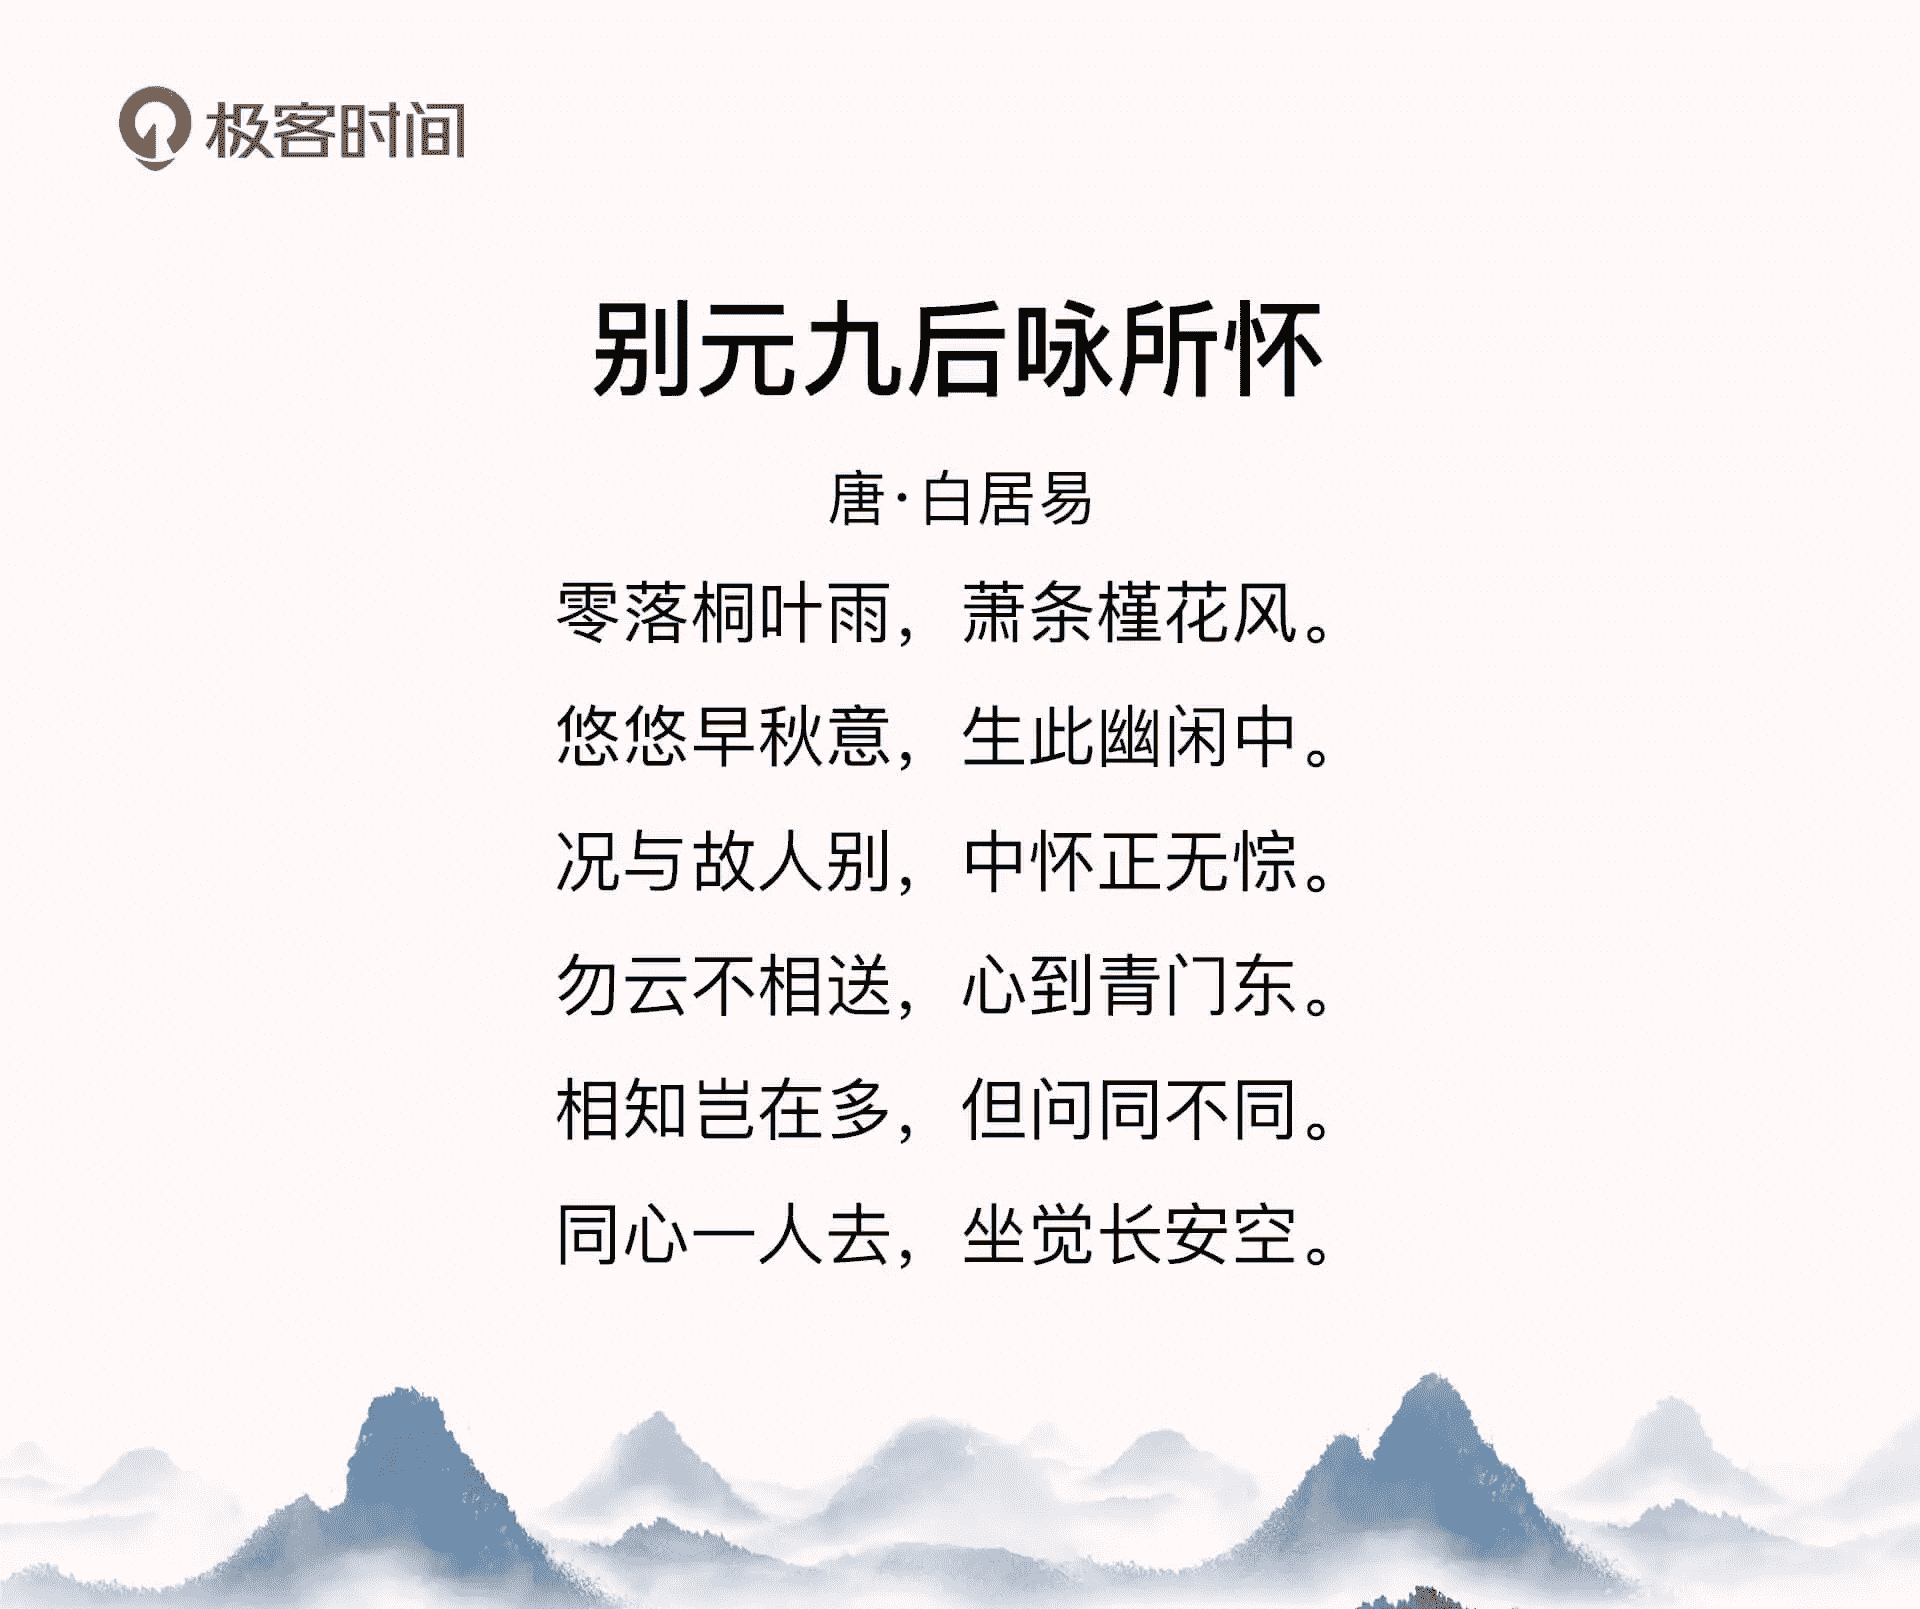 极客时间
别元九后咏所怀
唐·白居易
零落桐叶雨，萧条槿花风。
悠悠早秋意，生此幽闲中。
况与故人别，中怀正无悰。
勿云不相送，心到青门东。
相知岂在多，但问同不同。
同心一人去，坐觉长安空。